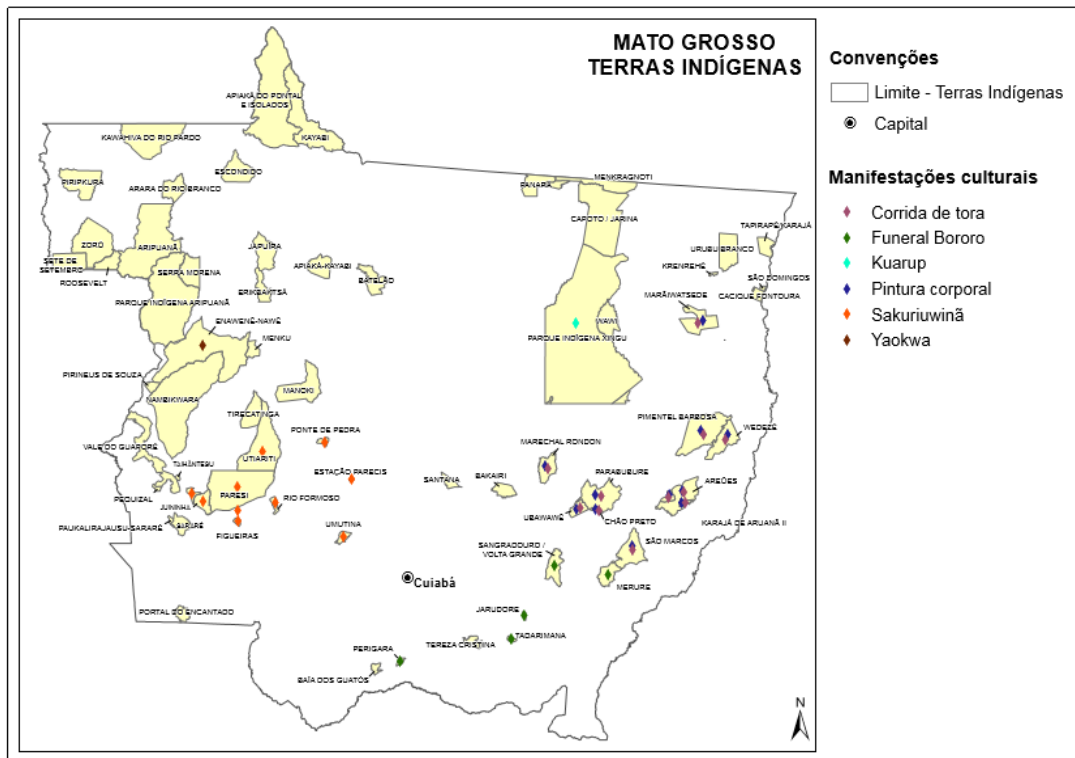 MATO GROSSO
TERRAS INDÍGENAS
Convenções
Limite - Terras Indígenas
Capital
Manifestações culturais
Corrida de tora
Funeral Bororo
Kuarup
Pintura corporal
Sakuriuwinã
Yaokwa
APIAKÁ DO PONTAL
E ISOLADOS
KAYABI
KAWAHIVA DO RIO PARDO
ESCONDIDO
PIRIPKURA
ARARA DO RIO BRANCO
PANARÁ
MENKRAGNOTI
CAPOTO / JARINA
TAPIRAPÉ/KARAJÁ
URUBU BRANCO
KRENREHÉ
SÃO DOMINGOS
CACIQUE FONTOURA
MARÃIWATSEDE
ZORÓ
ARIPUANÃ
SETE DE
SETEMBRO
ROOSEVELT
SERRA MORENA
JAPUÍRA
APIAKÁ-KAYABI
BATELÃO
ERIKBAKTSÁ
PARQUE INDÍGENA ARIPUANÃ
ENAWENÊ-NAWÊ
MENKU
WAWI
PARQUE INDÍGENA XINGU
PIRINEUS DE SOUZA
NAMBIKWARA
MANOKI
TIRECATINGA
PONTE DE PEDRA
UTIARITI
VALE DO GUAPORÉ
TAIHÃNTESU
ESTAÇÃO PARECIS
PEQUIZAL
JUININHA
PARESI
RIO FORMOSO
PAUKALIRAJAUSU-SARARÉ
SARARÉ
FIGUEIRAS
UMUTINA
SANTANA
BAKAIRI
MARECHAL RONDON
PIMENTEL BARBOSA
WEDEZÉ
PARABUBURE
AREÕES
UBAWAWÊ
CHÃO PRETO
KARAJÁ DE ARUANÃ II
SANGRADOURO /
VOLTA GRANDE
SÃO MARCOS
MERURE
Cuiabá
PORTAL DO ENCANTADO
JARUDORE
TEREZA CRISTINA
TADARIMANA
PERIGARA
BAÍA DOS GUATÓS
N